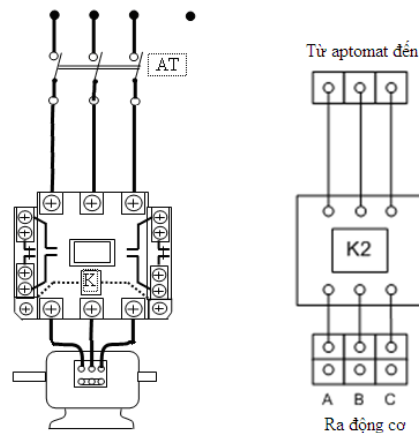 AT
K
Từ aptomat đến
K2
A B C
Ra động cơ